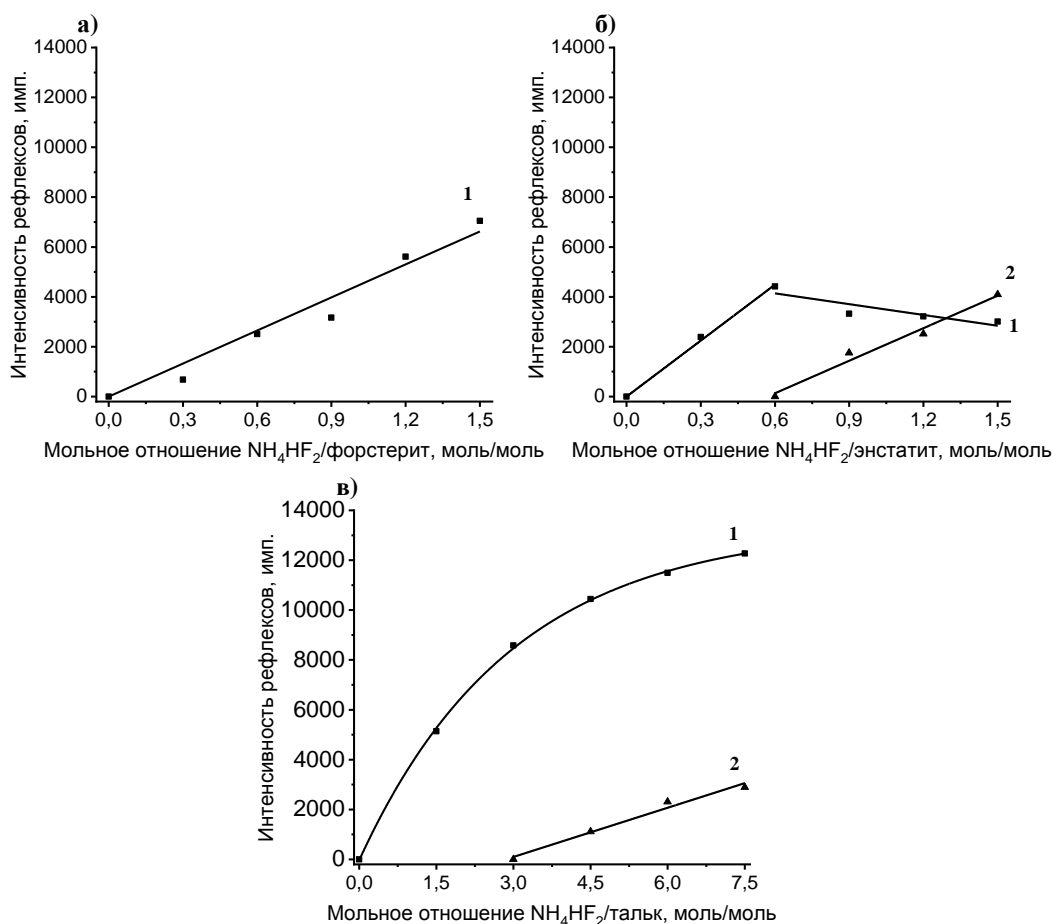 а)
14000
12000
10000
8000
6000
4000
2000
0
Интенсивность рефлексов, имп.
1
0,0 0,3 0,6 0,9 1,2 1,5
Мольное отношение NH₄HF₂/форстерит, моль/моль
б)
14000
12000
10000
8000
6000
4000
2000
0
Интенсивность рефлексов, имп.
2
1
0,0 0,3 0,6 0,9 1,2 1,5
Мольное отношение NH₄HF₂/энстатит, моль/моль
в)
14000
12000
10000
8000
6000
4000
2000
0
Интенсивность рефлексов, имп.
1
2
0,0 1,5 3,0 4,5 6,0 7,5
Мольное отношение NH₄HF₂/тальк, моль/моль